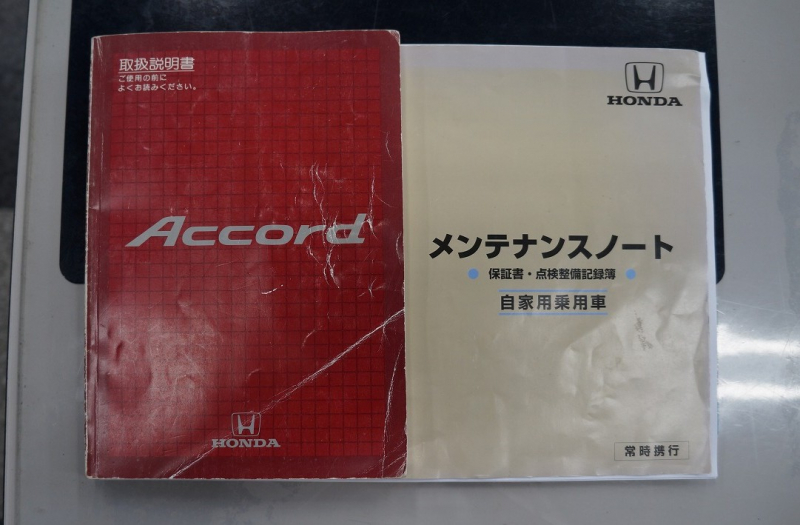 取扱説明書
ご使用の前に
よくお読みください。
Accord
HONDA
HONDA
メンテナンスノート
保証書・点検整備記録簿
自家用乗用車
常時携行